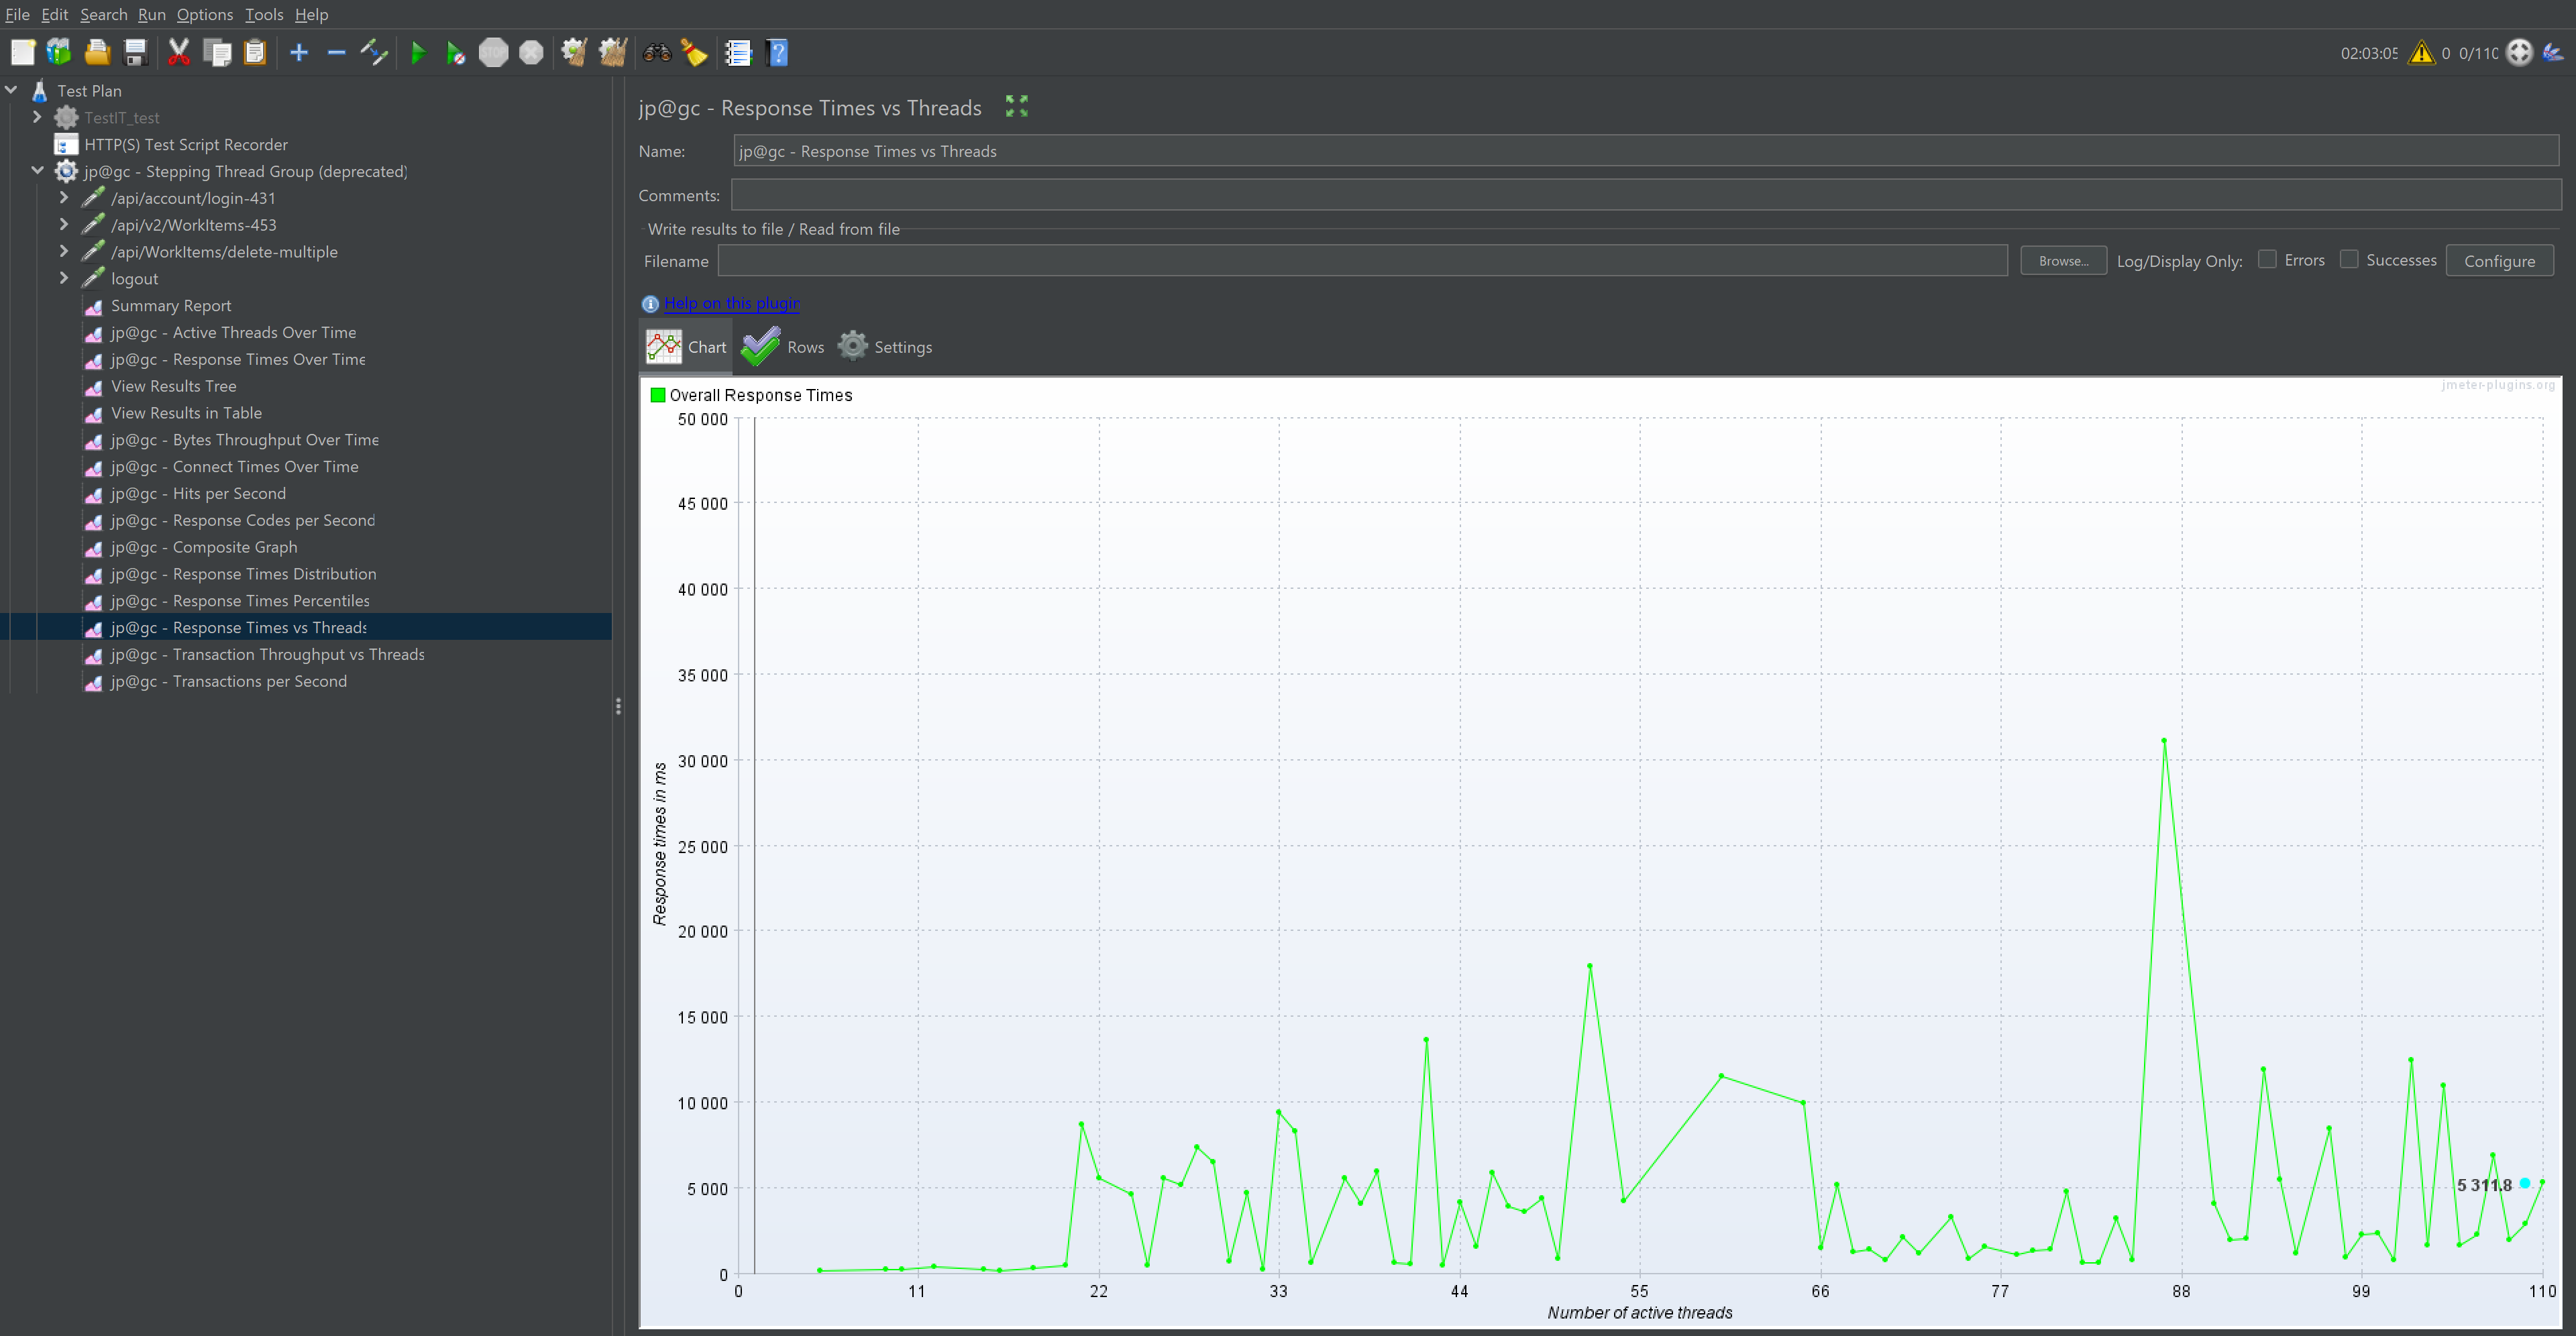 File Edit Search Run Options Tools Help
02:03:05 0 0/110
Test Plan
TestIT_test
HTTP(S) Test Script Recorder
jp@gc - Stepping Thread Group (deprecated)
/api/account/login-431
/api/v2/WorkItems-453
/api/WorkItems/delete-multiple
logout
Summary Report
jp@gc - Active Threads Over Time
jp@gc - Response Times Over Time
View Results Tree
View Results in Table
jp@gc - Bytes Throughput Over Time
jp@gc - Connect Times Over Time
jp@gc - Hits per Second
jp@gc - Response Codes per Second
jp@gc - Composite Graph
jp@gc - Response Times Distribution
jp@gc - Response Times Percentiles
jp@gc - Response Times vs Threads
jp@gc - Transaction Throughput vs Threads
jp@gc - Transactions per Second
jp@gc - Response Times vs Threads
Name: jp@gc - Response Times vs Threads
Comments:
Write results to file / Read from file
Filename Browse... Log/Display Only: Errors Successes Configure
Help on this plugin
Chart Rows Settings
jmeter-plugins.org
Overall Response Times
50 000
45 000
40 000
35 000
30 000
25 000
20 000
15 000
10 000
5 000
0
Response times in ms
5 311.8
0 11 22 33 44 55 66 77 88 99 110
Number of active threads